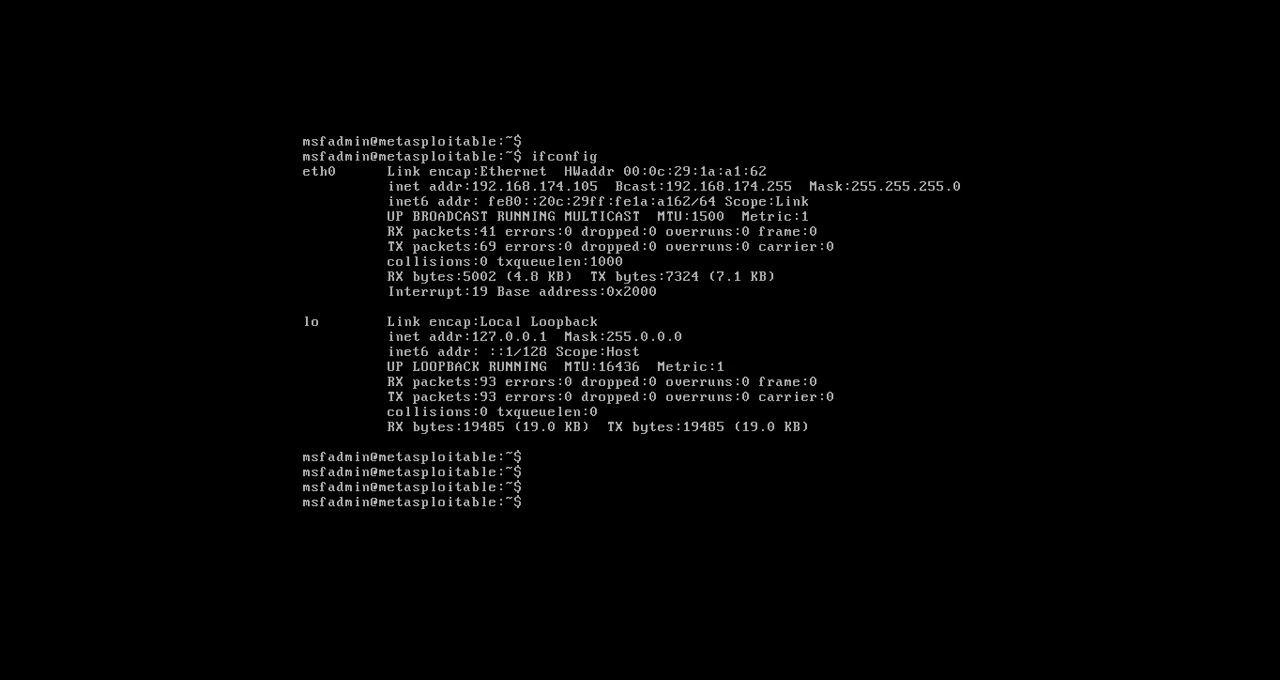 msfadmin@metasploitable:~$
msfadmin@metasploitable:~$ ifconfig
eth0      Link encap:Ethernet  HWaddr 00:0c:29:1a:a1:62
          inet addr:192.168.174.105  Bcast:192.168.174.255  Mask:255.255.255.0
          inet6 addr: fe80::20c:29ff:fe1a:a162/64 Scope:Link
          UP BROADCAST RUNNING MULTICAST  MTU:1500  Metric:1
          RX packets:41 errors:0 dropped:0 overruns:0 frame:0
          TX packets:69 errors:0 dropped:0 overruns:0 carrier:0
          collisions:0 txqueuelen:1000
          RX bytes:5002 (4.8 KB)  TX bytes:7324 (7.1 KB)
          Interrupt:19 Base address:0x2000

lo        Link encap:Local Loopback
          inet addr:127.0.0.1  Mask:255.0.0.0
          inet6 addr: ::1/128 Scope:Host
          UP LOOPBACK RUNNING  MTU:16436  Metric:1
          RX packets:93 errors:0 dropped:0 overruns:0 frame:0
          TX packets:93 errors:0 dropped:0 overruns:0 carrier:0
          collisions:0 txqueuelen:0
          RX bytes:19485 (19.0 KB)  TX bytes:19485 (19.0 KB)

msfadmin@metasploitable:~$
msfadmin@metasploitable:~$
msfadmin@metasploitable:~$
msfadmin@metasploitable:~$